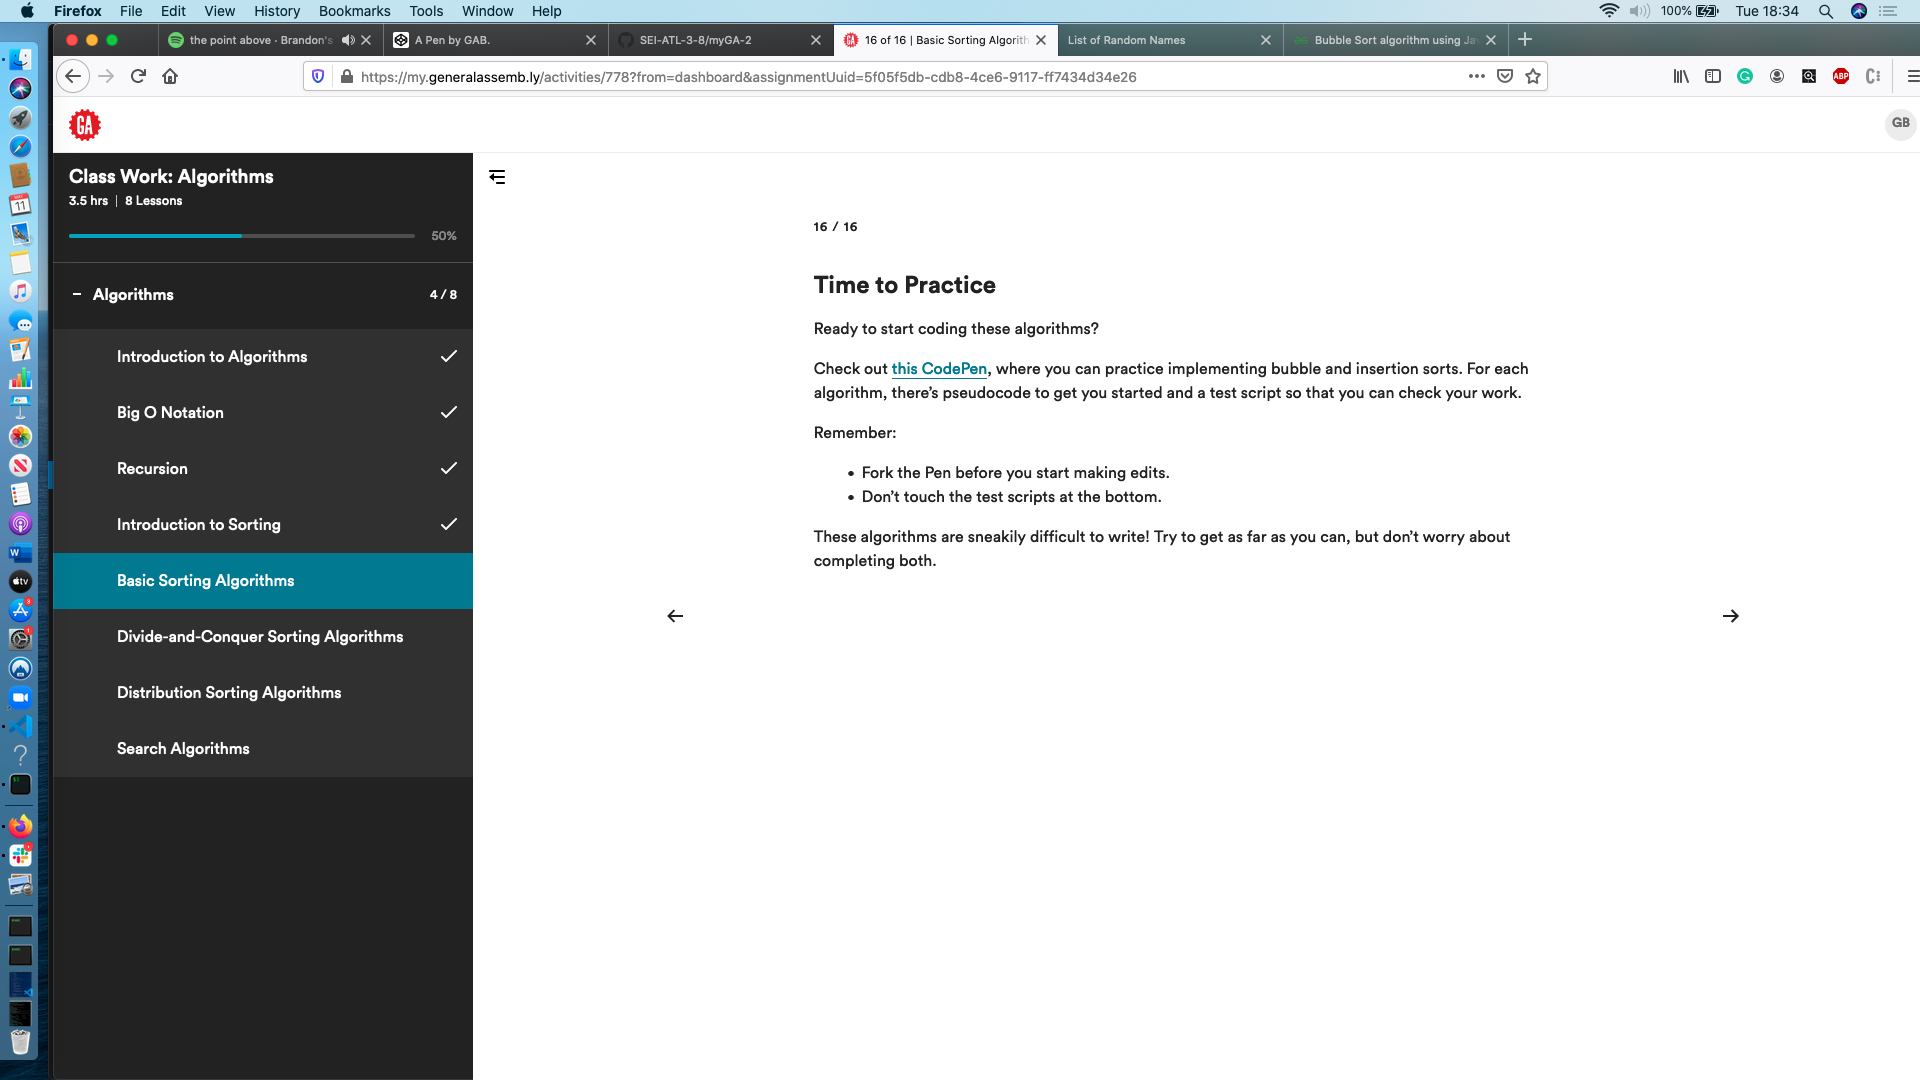 Firefox File Edit View History Bookmarks Tools Window Help 100% Tue 18:34
the point above · Brandon's
A Pen by GAB.
SEI-ATL-3-8/myGA-2
16 of 16 | Basic Sorting Algorith
List of Random Names
Bubble Sort algorithm using Ja
https://my.generalassemb.ly/activities/778?from=dashboard&assignmentUuid=5f05f5db-cdb8-4ce6-9117-ff7434d34e26
ABP
GA
GB
Class Work: Algorithms
3.5 hrs | 8 Lessons
50%
Algorithms 4 / 8
Introduction to Algorithms
Big O Notation
Recursion
Introduction to Sorting
Basic Sorting Algorithms
Divide-and-Conquer Sorting Algorithms
Distribution Sorting Algorithms
Search Algorithms
16 / 16
Time to Practice
Ready to start coding these algorithms?
Check out this CodePen, where you can practice implementing bubble and insertion sorts. For each
algorithm, there's pseudocode to get you started and a test script so that you can check your work.
Remember:
• Fork the Pen before you start making edits.
• Don't touch the test scripts at the bottom.
These algorithms are sneakily difficult to write! Try to get as far as you can, but don't worry about
completing both.
11
W
tv